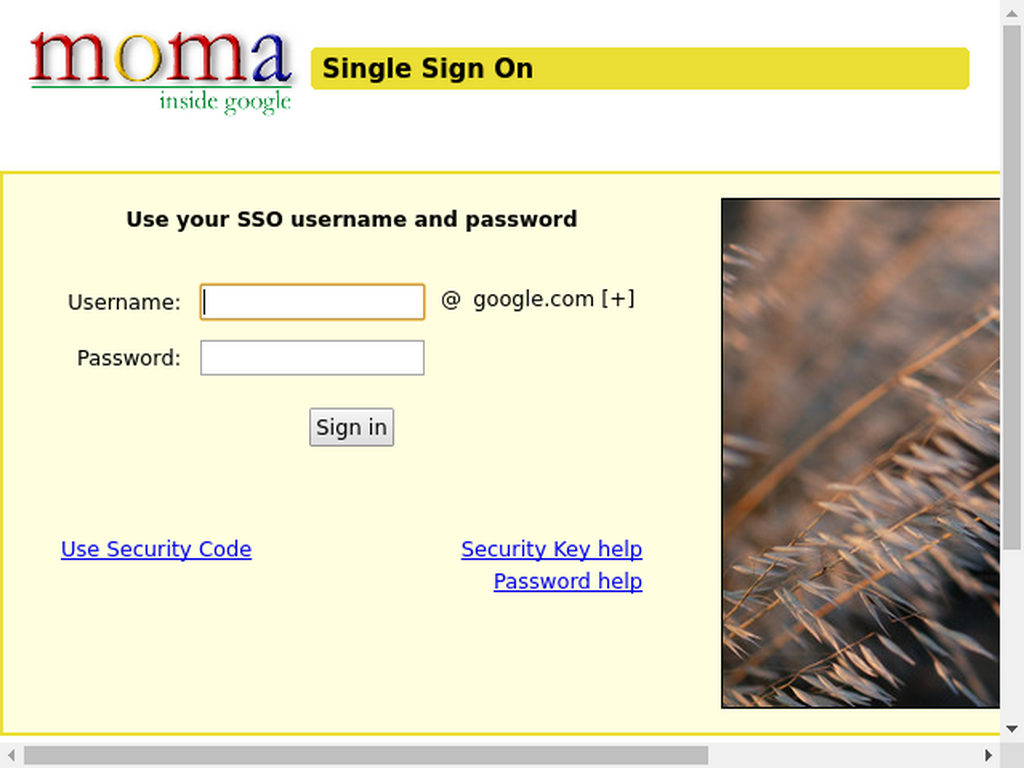 moma
inside google
Single Sign On
Use your SSO username and password
Username:
@ google.com [+]
Password:
Sign in
Use Security Code
Security Key help
Password help